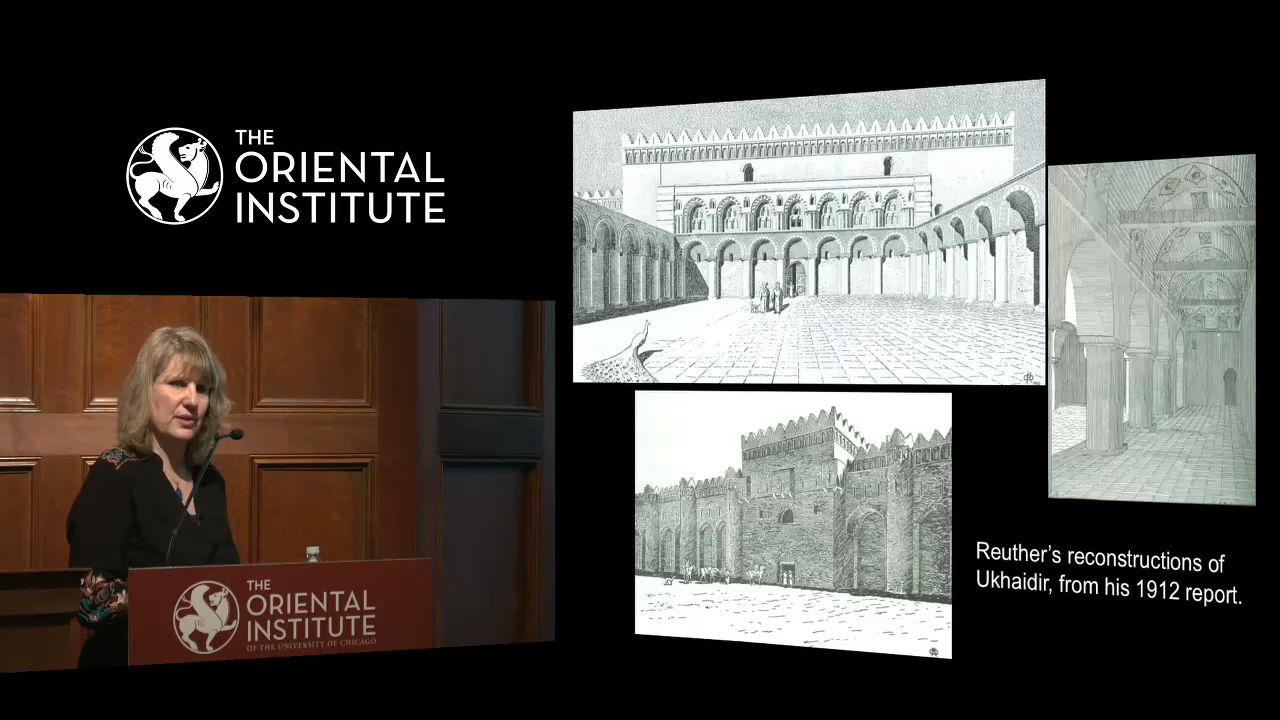 THE
ORIENTAL
INSTITUTE
THE
ORIENTAL
INSTITUTE
OF THE UNIVERSITY OF CHICAGO
Reuther's reconstructions of
Ukhaidir, from his 1912 report.